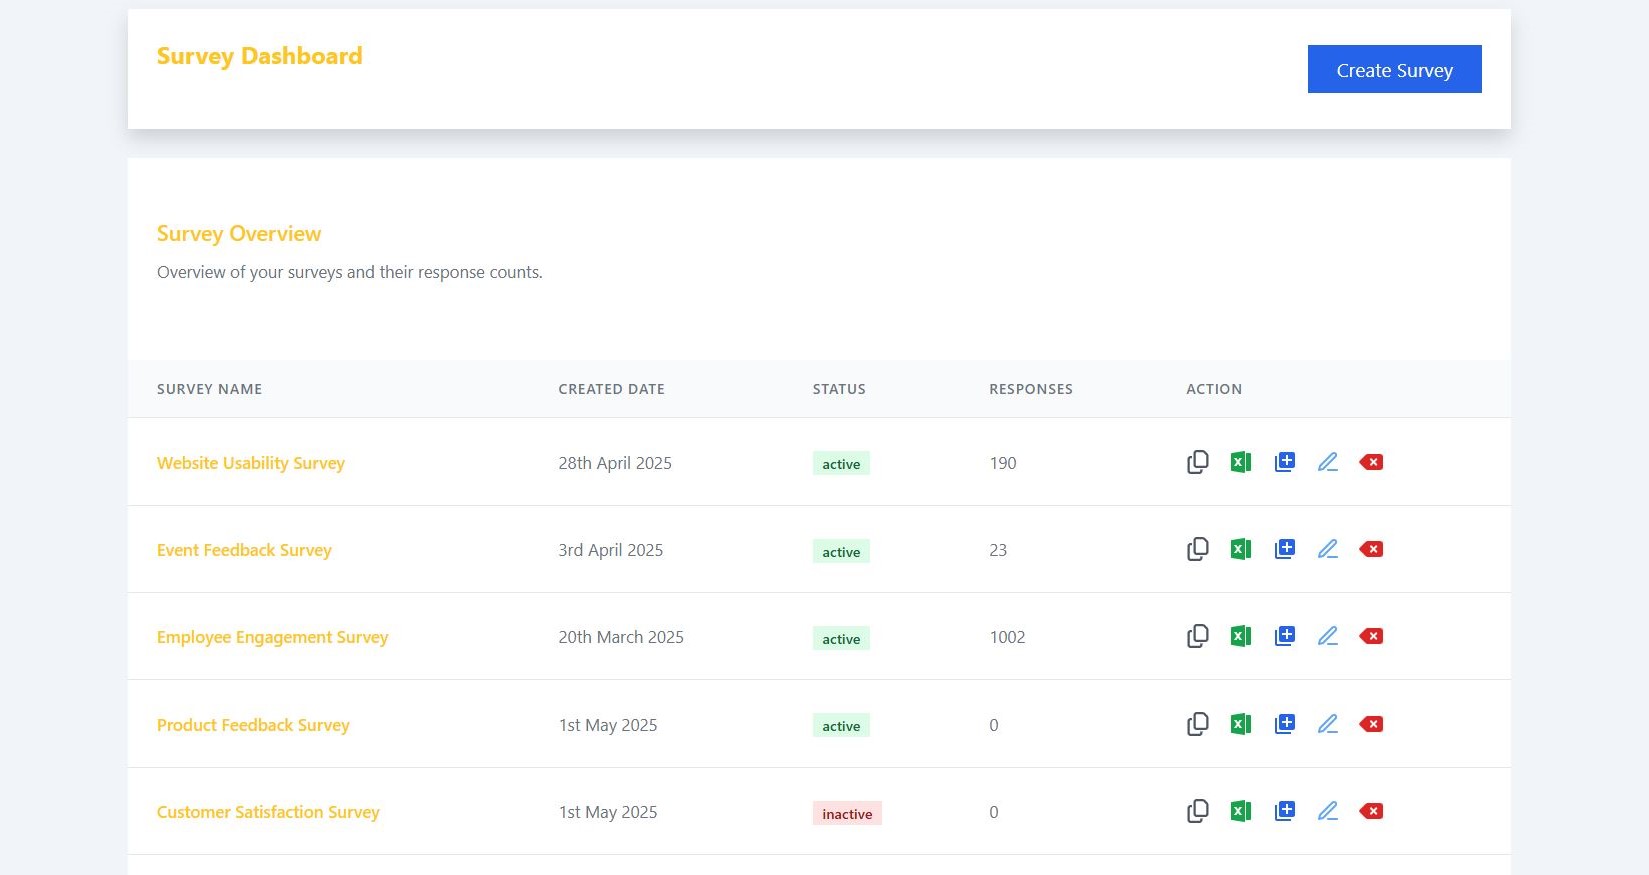 Survey Dashboard
Create Survey
Survey Overview
Overview of your surveys and their response counts.
SURVEY NAME CREATED DATE STATUS RESPONSES ACTION
Website Usability Survey 28th April 2025 active 190
Event Feedback Survey 3rd April 2025 active 23
Employee Engagement Survey 20th March 2025 active 1002
Product Feedback Survey 1st May 2025 active 0
Customer Satisfaction Survey 1st May 2025 inactive 0